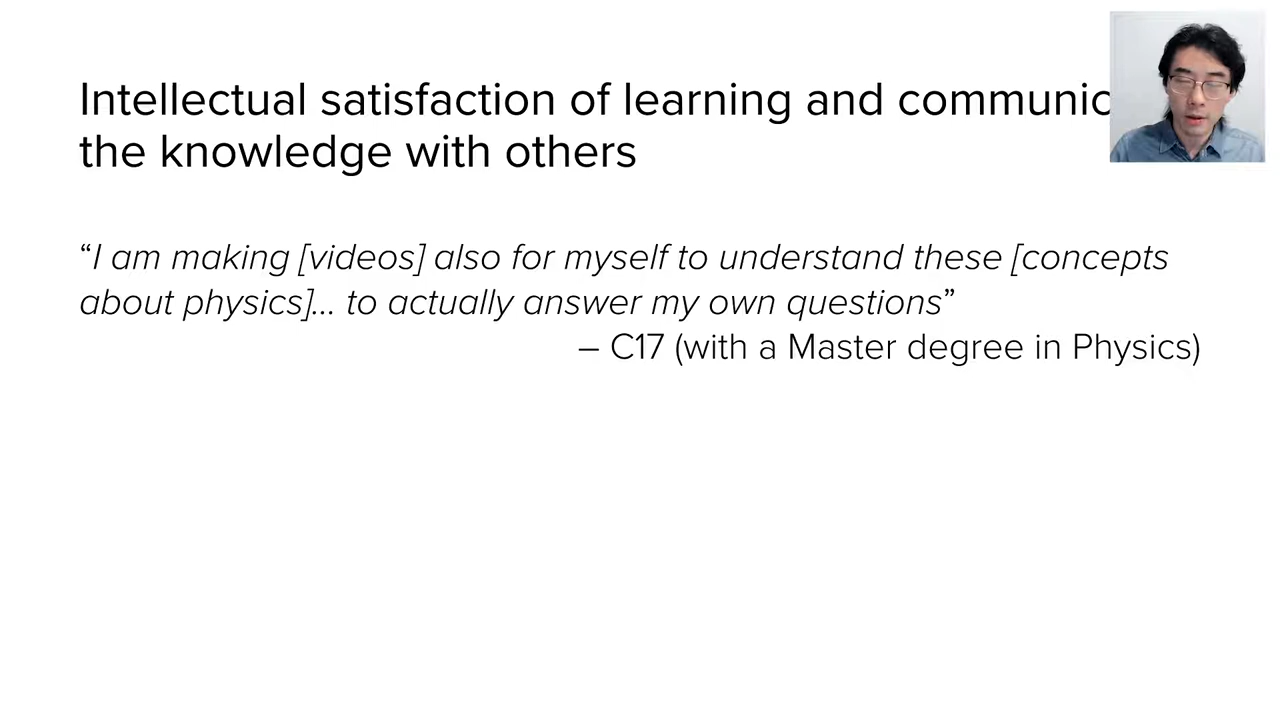 Intellectual satisfaction of learning and communic
the knowledge with others
“I am making [videos] also for myself to understand these [concepts
about physics]... to actually answer my own questions”
– C17 (with a Master degree in Physics)